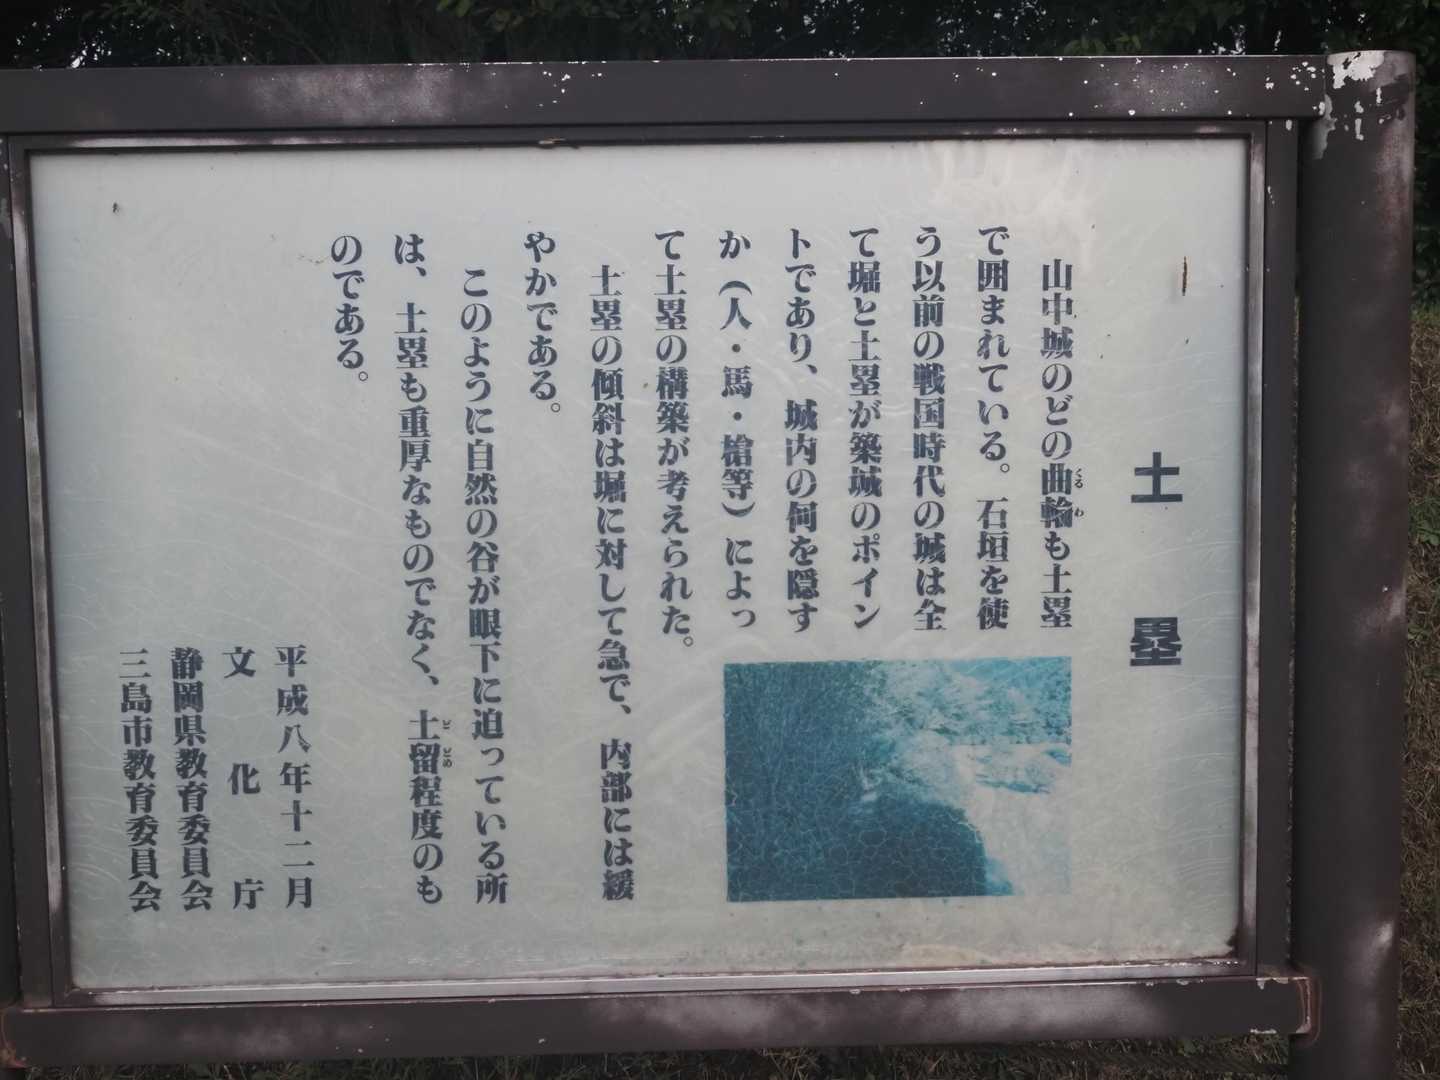 土塁
山中城のどの曲輪も土塁
で囲まれている。石垣を使
う以前の戦国時代の城は全
て堀と土塁が築城のポイン
トであり、城内の何を隠す
か(人・馬・槍等)によっ
て土塁の構築が考えられた。
土塁の傾斜は堀に対して急で、内部には緩
やかである。
このように自然の谷が眼下に迫っている所
は、土塁も重厚なものでなく、土留程度のも
のである。
平成八年十二月
文化庁
静岡県教育委員会
三島市教育委員会
くるわ
どどめ